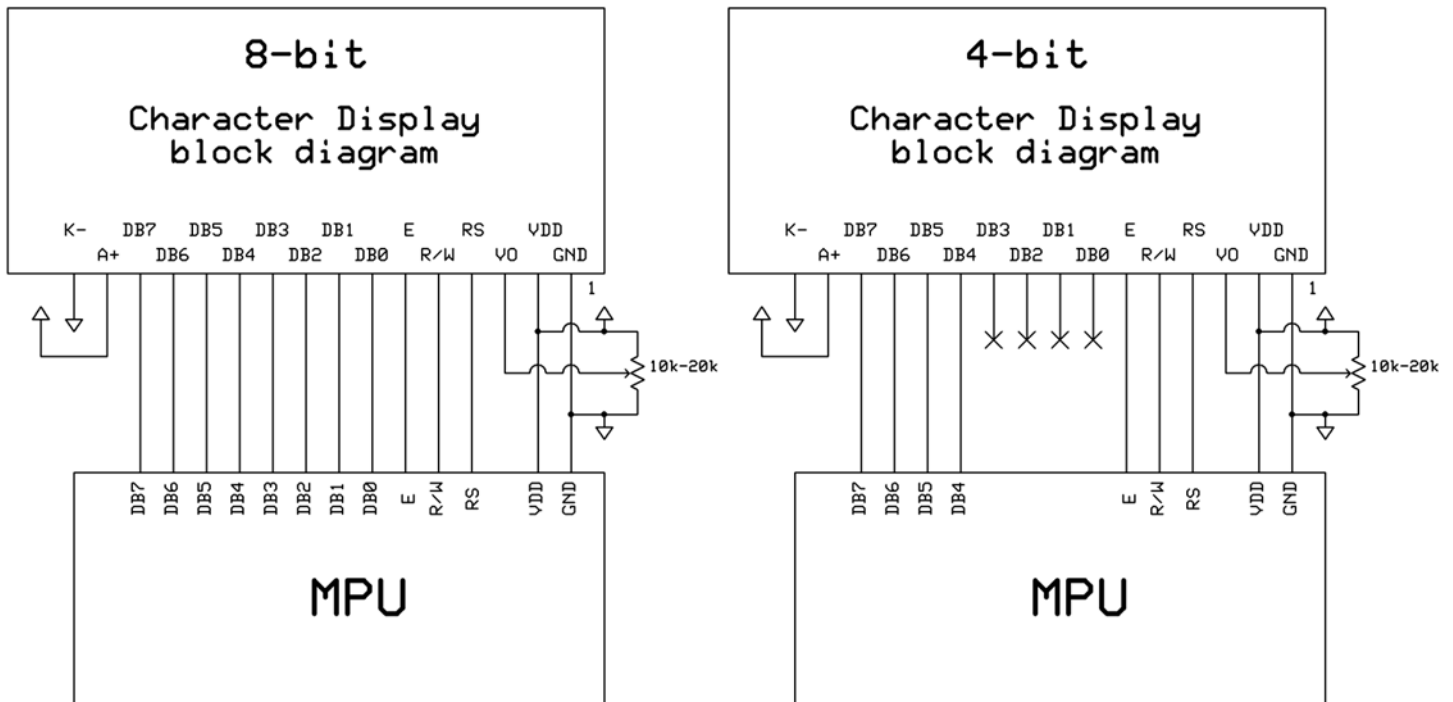 8-bit
Character Display
block diagram
K- DB7 DB5 DB3 DB1 E RS VDD
A+ DB6 DB4 DB2 DB0 R/W VO GND
1
10k-20k
DB7 DB6 DB5 DB4 DB3 DB2 DB1 DB0 E R/W RS VDD GND
MPU
4-bit
Character Display
block diagram
K- DB7 DB5 DB3 DB1 E RS VDD
A+ DB6 DB4 DB2 DB0 R/W VO GND
1
10k-20k
DB7 DB6 DB5 DB4 E R/W RS VDD GND
MPU